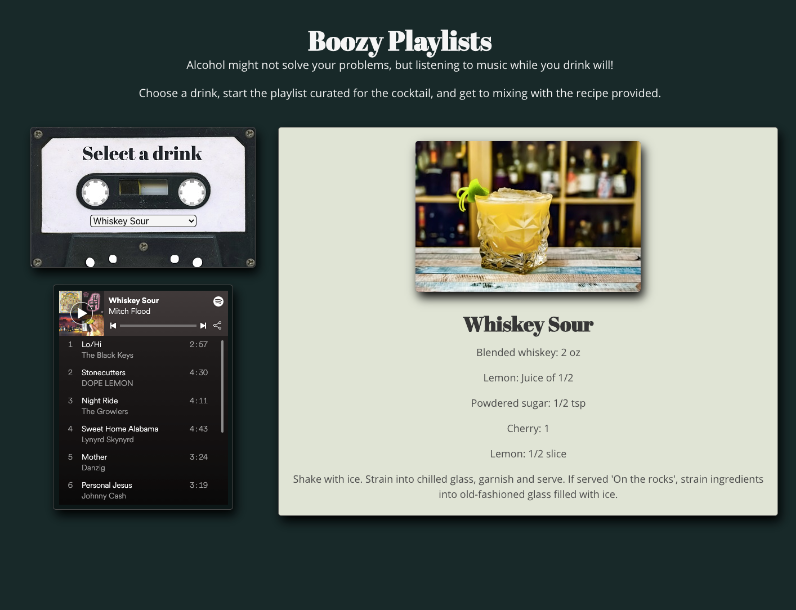 Boozy Playlists
Alcohol might not solve your problems, but listening to music while you drink will!
Choose a drink, start the playlist curated for the cocktail, and get to mixing with the recipe provided.
Select a drink
Whiskey Sour
Whiskey Sour
Mitch Flood
1 Lo/Hi 2:57
The Black Keys
2 Stonecutters 4:30
DOPE LEMON
3 Night Ride 4:11
The Growlers
4 Sweet Home Alabama 4:43
Lynyrd Skynyrd
5 Mother 3:24
Danzig
6 Personal Jesus 3:19
Johnny Cash
Whiskey Sour
Blended whiskey: 2 oz
Lemon: Juice of 1/2
Powdered sugar: 1/2 tsp
Cherry: 1
Lemon: 1/2 slice
Shake with ice. Strain into chilled glass, garnish and serve. If served 'On the rocks', strain ingredients
into old-fashioned glass filled with ice.